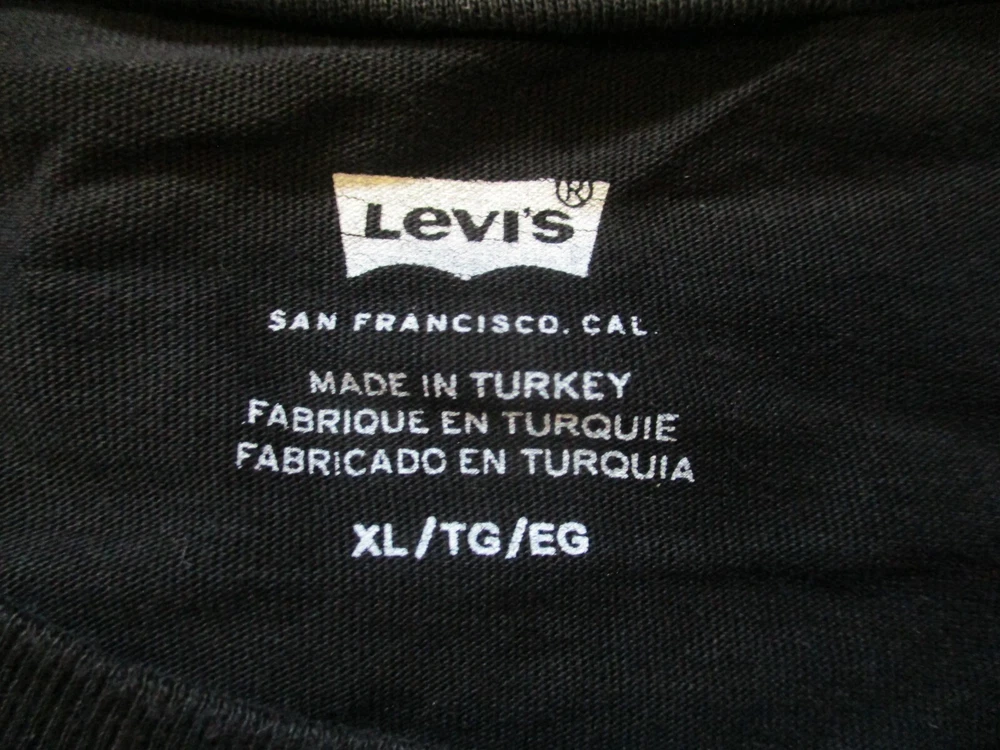 Levi's®
SAN FRANCISCO. CAL.
MADE IN TURKEY
FABRIQUE EN TURQUIE
FABRICADO EN TURQUIA
XL/TG/EG